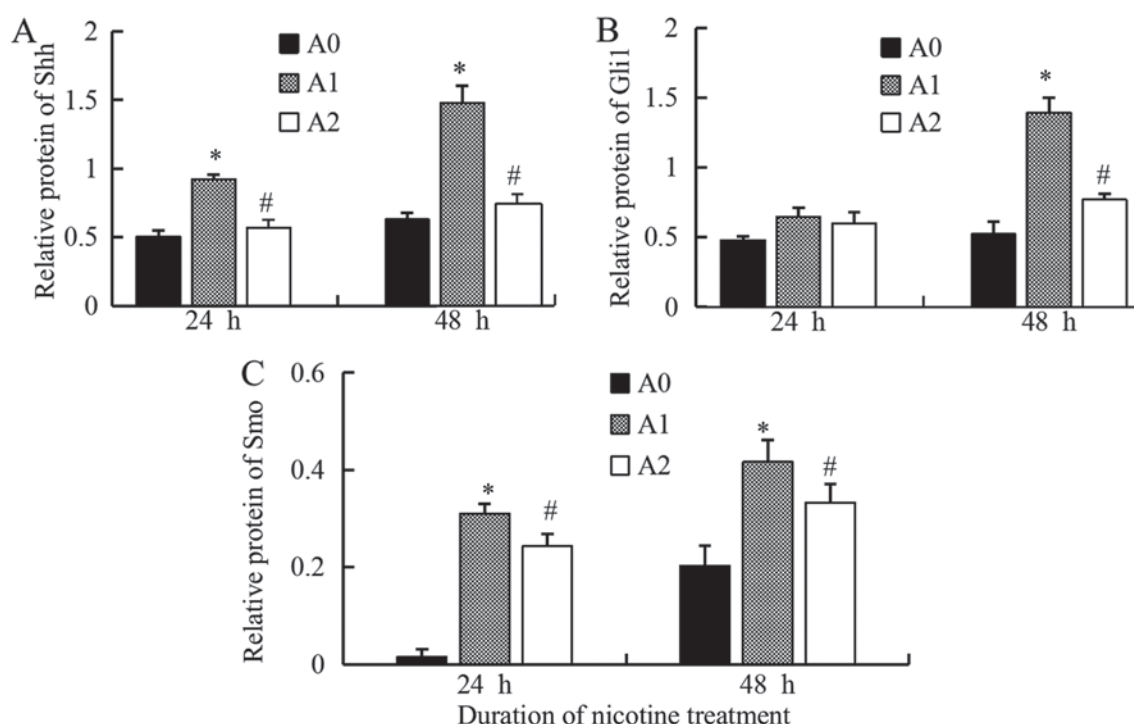 A
Relative protein of Shh
2
1.5
1
0.5
0
A0
A1
A2
*
#
*
#
24 h
48 h
B
Relative protein of Gli1
2
1.5
1
0.5
0
A0
A1
A2
*
#
24 h
48 h
C
Relative protein of Smo
0.6
0.4
0.2
0
A0
A1
A2
*
#
*
#
24 h
48 h
Duration of nicotine treatment